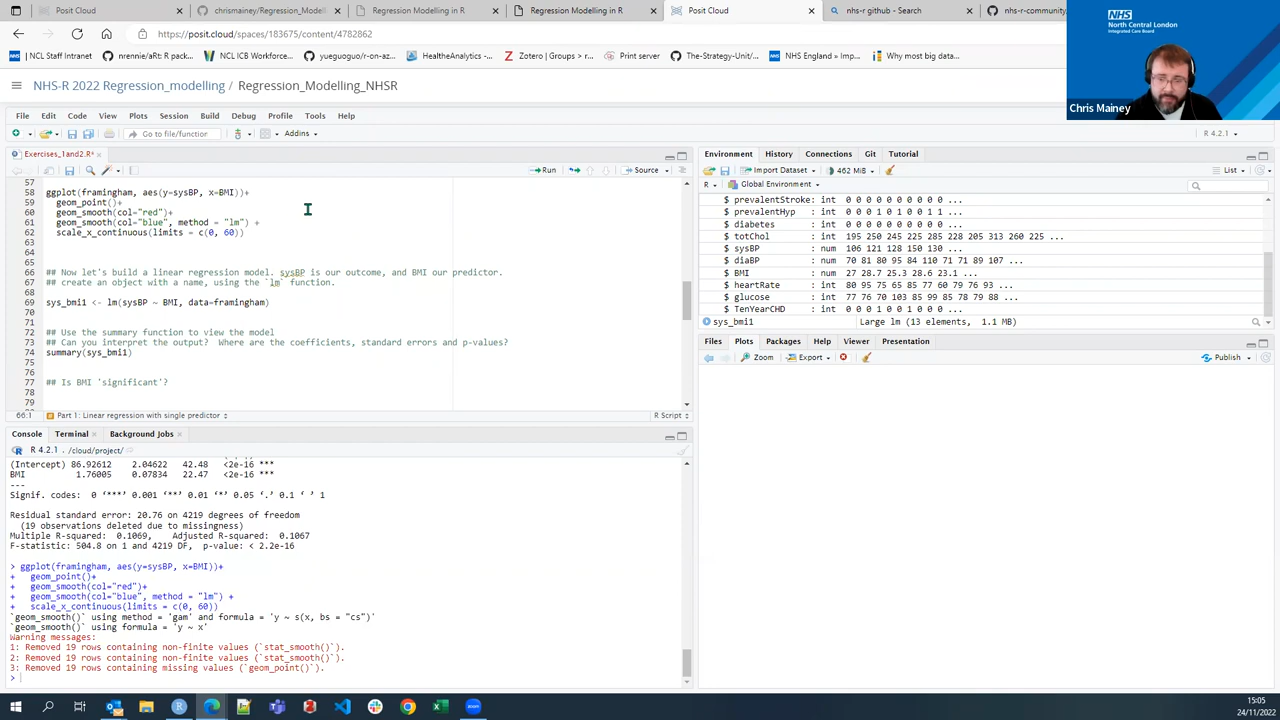 Posit Cloud
chrismainey/Regression_Modelli
Regression Modelling in R
Regression Modelling in R
Posit Cloud
nhs-r github - Search
nhs-r-community
https://posit.cloud/spaces/183675/content/4782862
NCL Staff Intranet
nrennie/aRt: R pack...
NCL ICB Workforce...
HealtheAnalytics -...
Zotero | Groups > r...
Print server
The-Strategy-Unit/...
NHS England » Imp...
Why most big data...
NHS
North Central London
Integrated Care Board
Chris Mainey
NHS-R 2022 Regression_modelling / Regression_Modelling_NHSR
File Edit Code View Plots Session Build Debug Profile Tools Help
Go to file/function
Addins
R 4.2.1
Exercises_1and2.R*
Run
Source
57
58 ggplot(framingham, aes(y=sysBP, x=BMI))+
59 geom_point()+
60 geom_smooth(col="red")+
61 geom_smooth(col="blue", method = "lm") +
62 scale_x_continuous(limits = c(0, 60))
63
64
65
66 ## Now let's build a linear regression model. sysBP is our outcome, and BMI our predictor.
67 ## create an object with a name, using the `lm` function.
68
69 sys_bmi1 <- lm(sysBP ~ BMI, data=framingham)
70
71
72 ## Use the summary function to view the model
73 ## Can you interpret the output? Where are the coefficients, standard errors and p-values?
74 summary(sys_bmi1)
75
76
77 ## Is BMI 'significant'?
78
79
66:1
Part 1: Linear regression with single predictor
R Script
Console Terminal Background Jobs
R 4.2.1 . /cloud/project/
(Intercept) 86.92612 2.04622 42.48 <2e-16 ***
BMI 1.76005 0.07834 22.47 <2e-16 ***
---
Signif. codes: 0 ‘***’ 0.001 ‘**’ 0.01 ‘*’ 0.05 ‘.’ 0.1 ‘ ’ 1
Residual standard error: 20.76 on 4219 degrees of freedom
(19 observations deleted due to missingness)
Multiple R-squared: 0.1069, Adjusted R-squared: 0.1067
F-statistic: 504.8 on 1 and 4219 DF, p-value: < 2.2e-16
> ggplot(framingham, aes(y=sysBP, x=BMI))+
+ geom_point()+
+ geom_smooth(col="red")+
+ geom_smooth(col="blue", method = "lm") +
+ scale_x_continuous(limits = c(0, 60))
`geom_smooth()` using method = 'gam' and formula = 'y ~ s(x, bs = "cs")'
`geom_smooth()` using formula = 'y ~ x'
Warning messages:
1: Removed 19 rows containing non-finite values (`stat_smooth()`).
2: Removed 19 rows containing non-finite values (`stat_smooth()`).
3: Removed 19 rows containing missing values (`geom_point()`).
>
Environment History Connections Git Tutorial
Import Dataset
462 MiB
List
R
Global Environment
$ prevalentStroke: int 0 0 0 0 0 0 0 0 0 0 ...
$ prevalentHyp : int 0 0 0 1 0 1 0 0 1 1 ...
$ diabetes : int 0 0 0 0 0 0 0 0 0 0 ...
$ totChol : int 195 250 245 225 285 228 205 313 260 225 ...
$ sysBP : num 106 121 128 150 130 ...
$ diaBP : num 70 81 80 95 84 110 71 71 89 107 ...
$ BMI : num 27 28.7 25.3 28.6 23.1 ...
$ heartRate : int 80 95 75 65 85 77 60 79 76 93 ...
$ glucose : int 77 76 70 103 85 99 85 78 79 88 ...
$ TenYearCHD : int 0 0 0 1 0 0 1 0 0 0 ...
sys_bmi1 Large lm (13 elements, 1.1 MB)
Files Plots Packages Help Viewer Presentation
Zoom
Export
Publish
15:05
24/11/2022